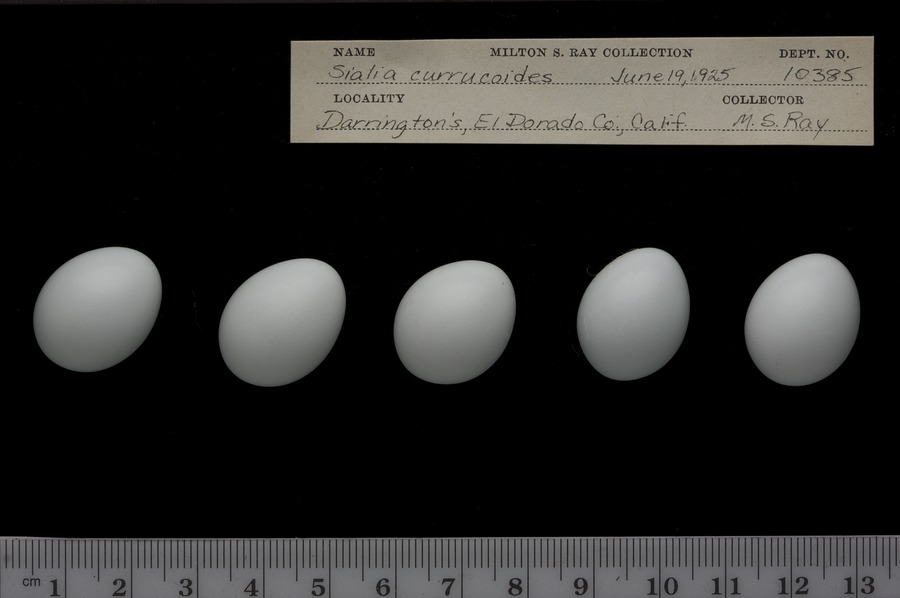 NAME MILTON S. RAY COLLECTION DEPT. NO.
Sialia currucoides June 19, 1925 10385
LOCALITY COLLECTOR
Darrington's, El Dorado Co., Calif. M. S. Ray
cm 1 2 3 4 5 6 7 8 9 10 11 12 13